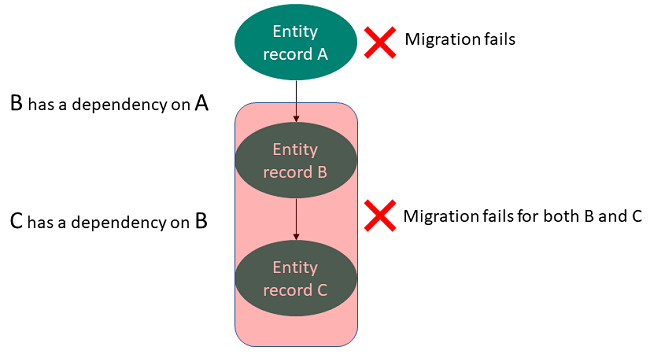 Entity
record A
Migration fails
B has a dependency on A
Entity
record B
C has a dependency on B
Migration fails for both B and C
Entity
record C